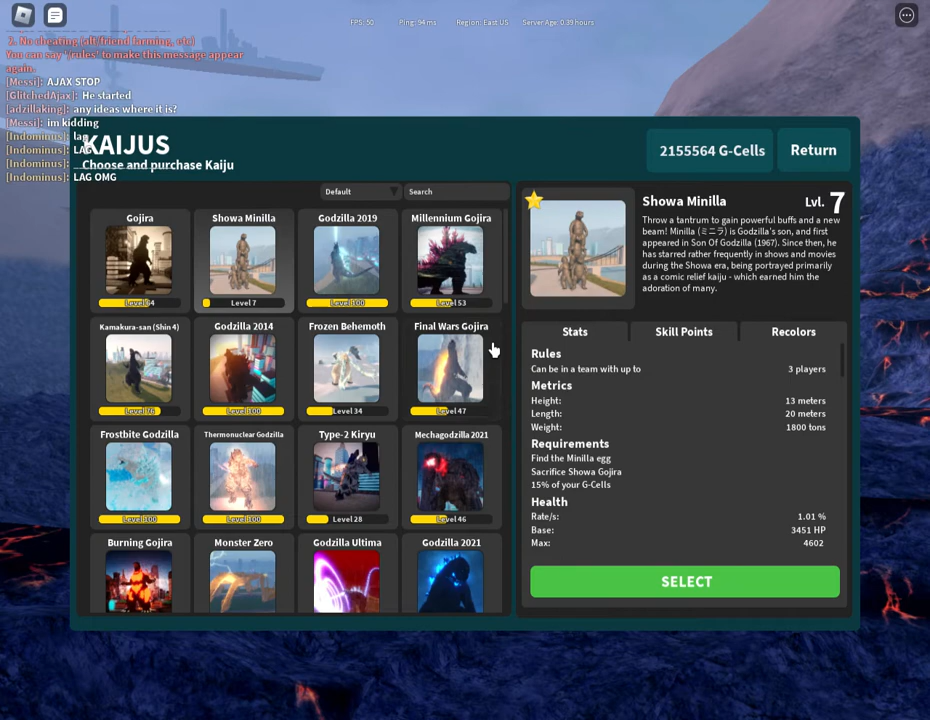 FPS: 50 Ping: 94 ms Region: East US Server Age: 0.39 hours
2. No cheating (alt/friend farming, etc)
You can say "/rules" to make this message appear
again.
[Messi]: AJAX STOP
[GlitchedAjax]: He started
[adzillaking]: any ideas where it is?
[Messi]: im kidding
[Indominus]: lag
[Indominus]: LAG
[Indominus]:
[Indominus]: LAG OMG
KAIJUS
Choose and purchase Kaiju
2155564 G-Cells
Return
Default
Search
Gojira
Showa Minilla
Godzilla 2019
Millennium Gojira
Level 7
Level 100
Level 53
Kamakura-san (Shin 4)
Godzilla 2014
Frozen Behemoth
Final Wars Gojira
Level 76
Level 100
Level 34
Level 47
Frostbite Godzilla
Thermonuclear Godzilla
Type-2 Kiryu
Mechagodzilla 2021
Level 100
Level 100
Level 28
Level 46
Burning Gojira
Monster Zero
Godzilla Ultima
Godzilla 2021
Showa Minilla
Lvl. 7
Throw a tantrum to gain powerful buffs and a new
beam! Minilla (ミニラ) is Godzilla's son, and first
appeared in Son Of Godzilla (1967). Since then, he
has starred rather frequently in shows and movies
during the Showa era, being portrayed primarily
as a comic relief kaiju - which earned him the
adoration of many.
Stats
Skill Points
Recolors
Rules
Can be in a team with up to 3 players
Metrics
Height: 13 meters
Length: 20 meters
Weight: 1800 tons
Requirements
Find the Minilla egg
Sacrifice Showa Gojira
15% of your G-Cells
Health
Rate/s: 1.01 %
Base: 3451 HP
Max: 4602
SELECT